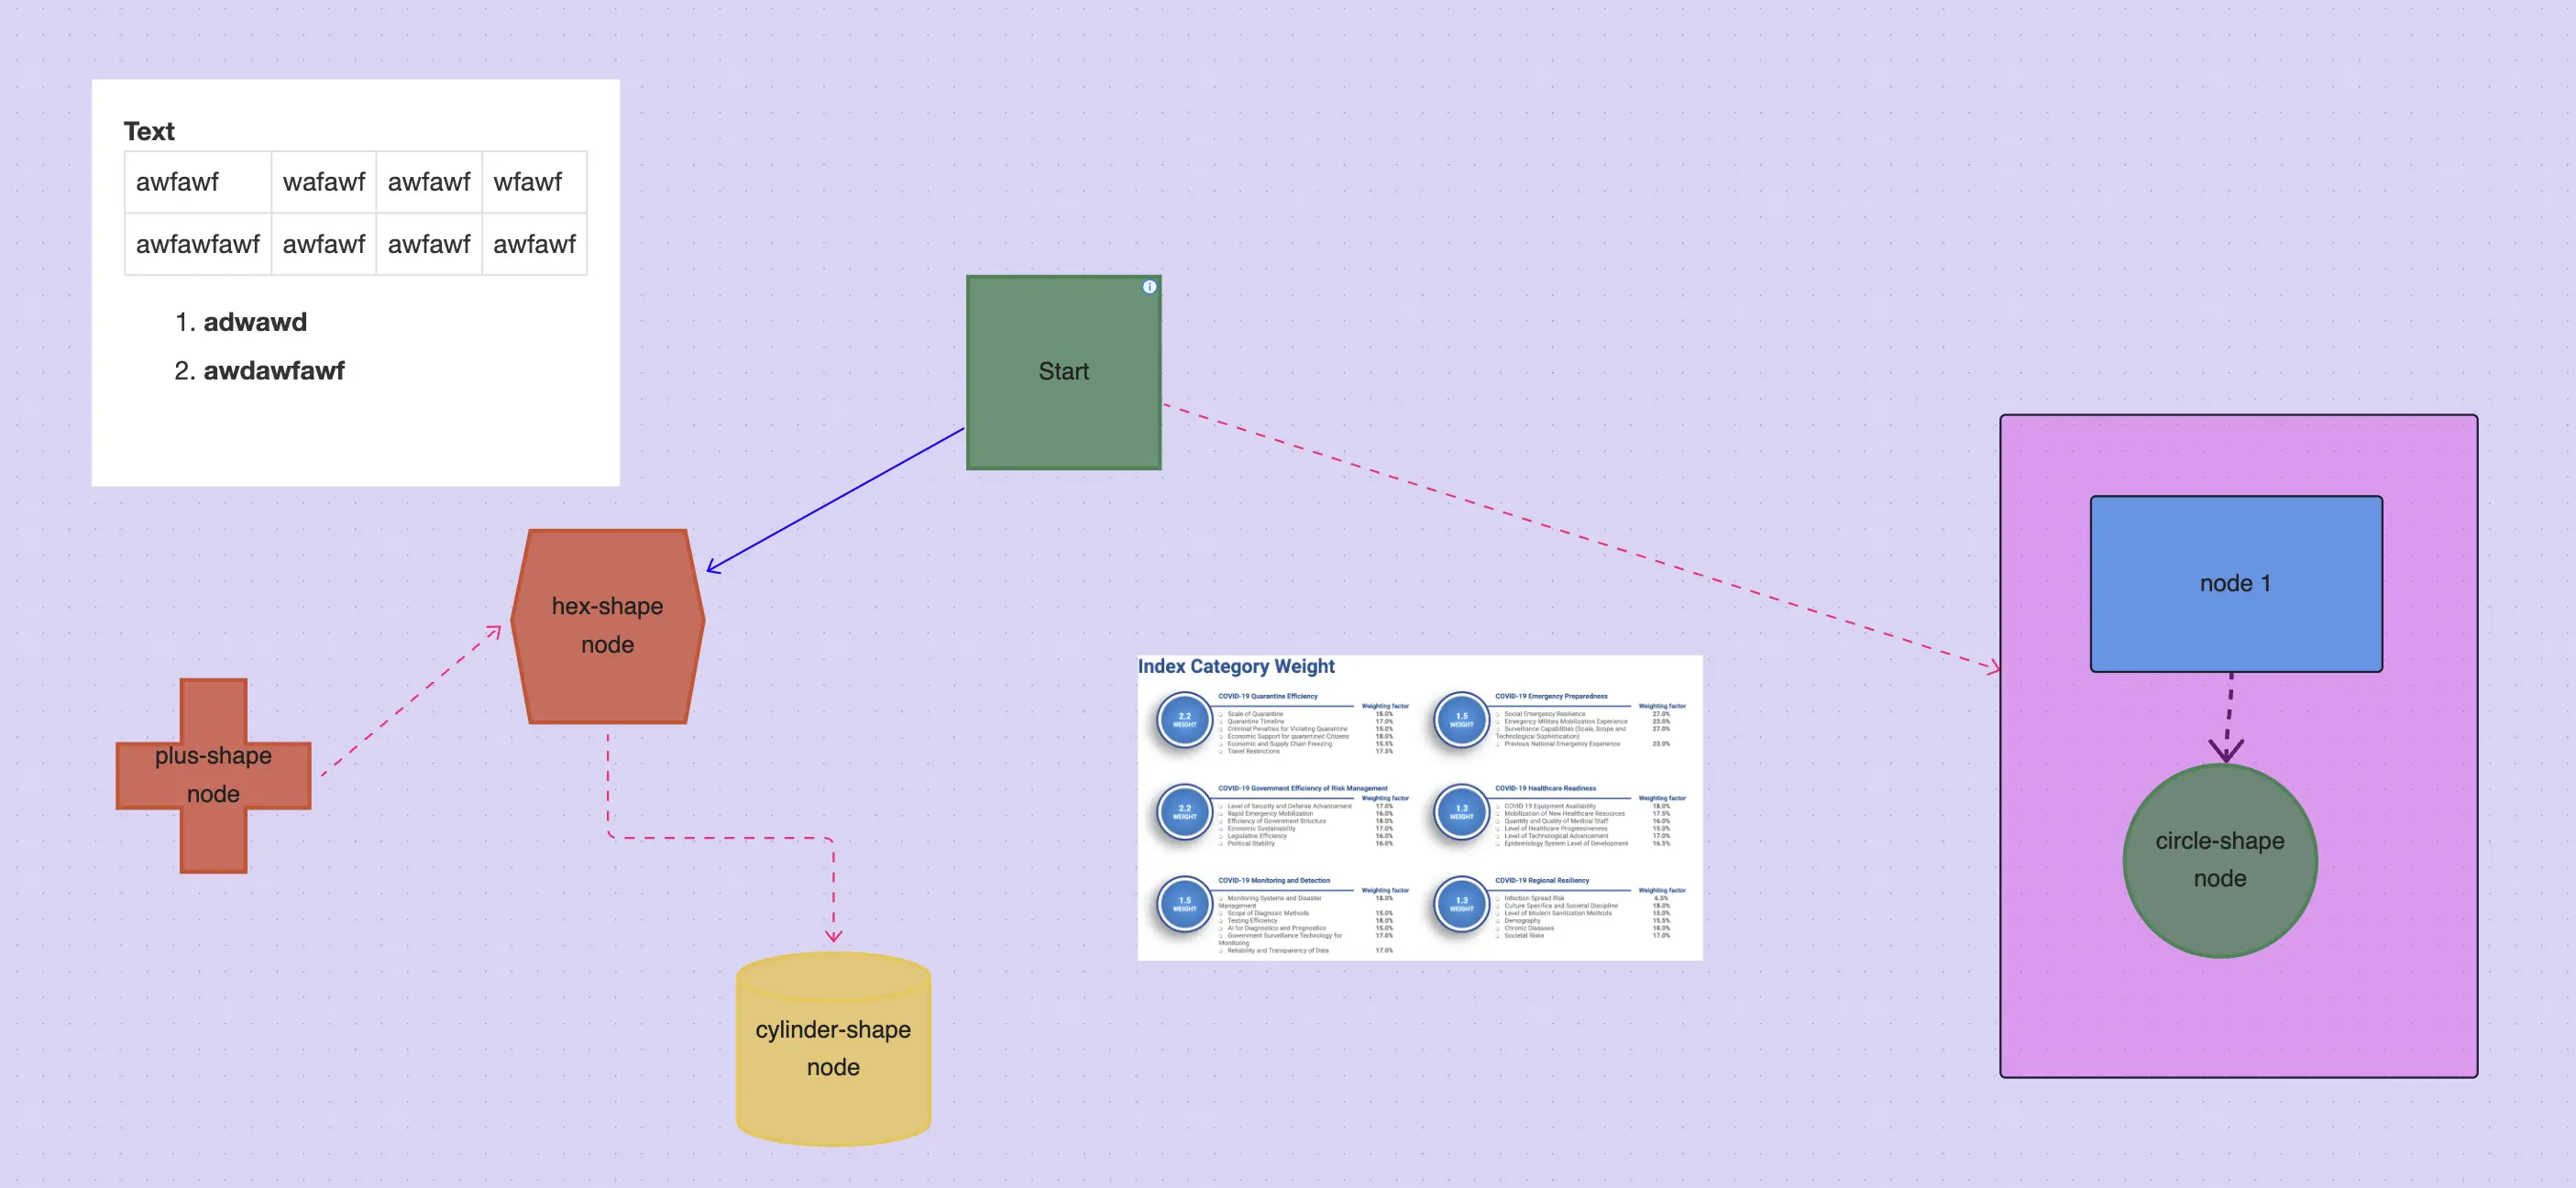 Text
awfawf wafawf awfawf wfawf
awfawfawf awfawf awfawf awfawf
1. adwawd
2. awdawfawf
Start
hex-shape
node
plus-shape
node
cylinder-shape
node
node 1
circle-shape
node
Index Category Weight
2.2
WEIGHT
COVID-19 Quarantine Efficiency
Weighting factor
Scale of Quarantine 18.0%
Quarantine Timeline 17.0%
Criminal Penalties for Violating Quarantine 15.0%
Economic Support for quarantined Citizens 18.0%
Economic and Supply Chain Freezing 15.5%
Travel Restrictions 17.5%
1.5
WEIGHT
COVID-19 Emergency Preparedness
Weighting factor
Social Emergency Resilience 27.0%
Emergency Military Mobilization Experience 23.0%
Surveillance Capabilities (Scale, Scope and 27.0%
Technological Sophistication)
Previous National Emergency Experience 23.0%
2.2
WEIGHT
COVID-19 Government Efficiency of Risk Management
Weighting factor
Level of Security and Defense Advancement 17.0%
Rapid Emergency Mobilization 16.0%
Efficiency of Government Structure 18.0%
Economic Sustainability 17.0%
Legislative Efficiency 16.0%
Political Stability 16.0%
1.3
WEIGHT
COVID-19 Healthcare Readiness
Weighting factor
COVID-19 Equipment Availability 18.0%
Mobilization of New Healthcare Resources 17.5%
Quantity and Quality of Medical Staff 16.0%
Level of Healthcare Progressiveness 15.0%
Level of Technological Advancement 17.0%
Epidemiology System Level of Development 16.5%
1.5
WEIGHT
COVID-19 Monitoring and Detection
Weighting factor
Monitoring Systems and Disaster 18.0%
Management
Scope of Diagnostic Methods 15.0%
Testing Efficiency 18.0%
AI for Diagnostics and Prognostics 15.0%
Government Surveillance Technology for 17.0%
Monitoring
Reliability and Transparency of Data 17.0%
1.3
WEIGHT
COVID-19 Regional Resiliency
Weighting factor
Infection Spread Risk 6.5%
Culture Specifics and Societal Discipline 18.0%
Level of Modern Sanitization Methods 15.0%
Demography 15.5%
Chronic Diseases 18.0%
Societal Risks 17.0%